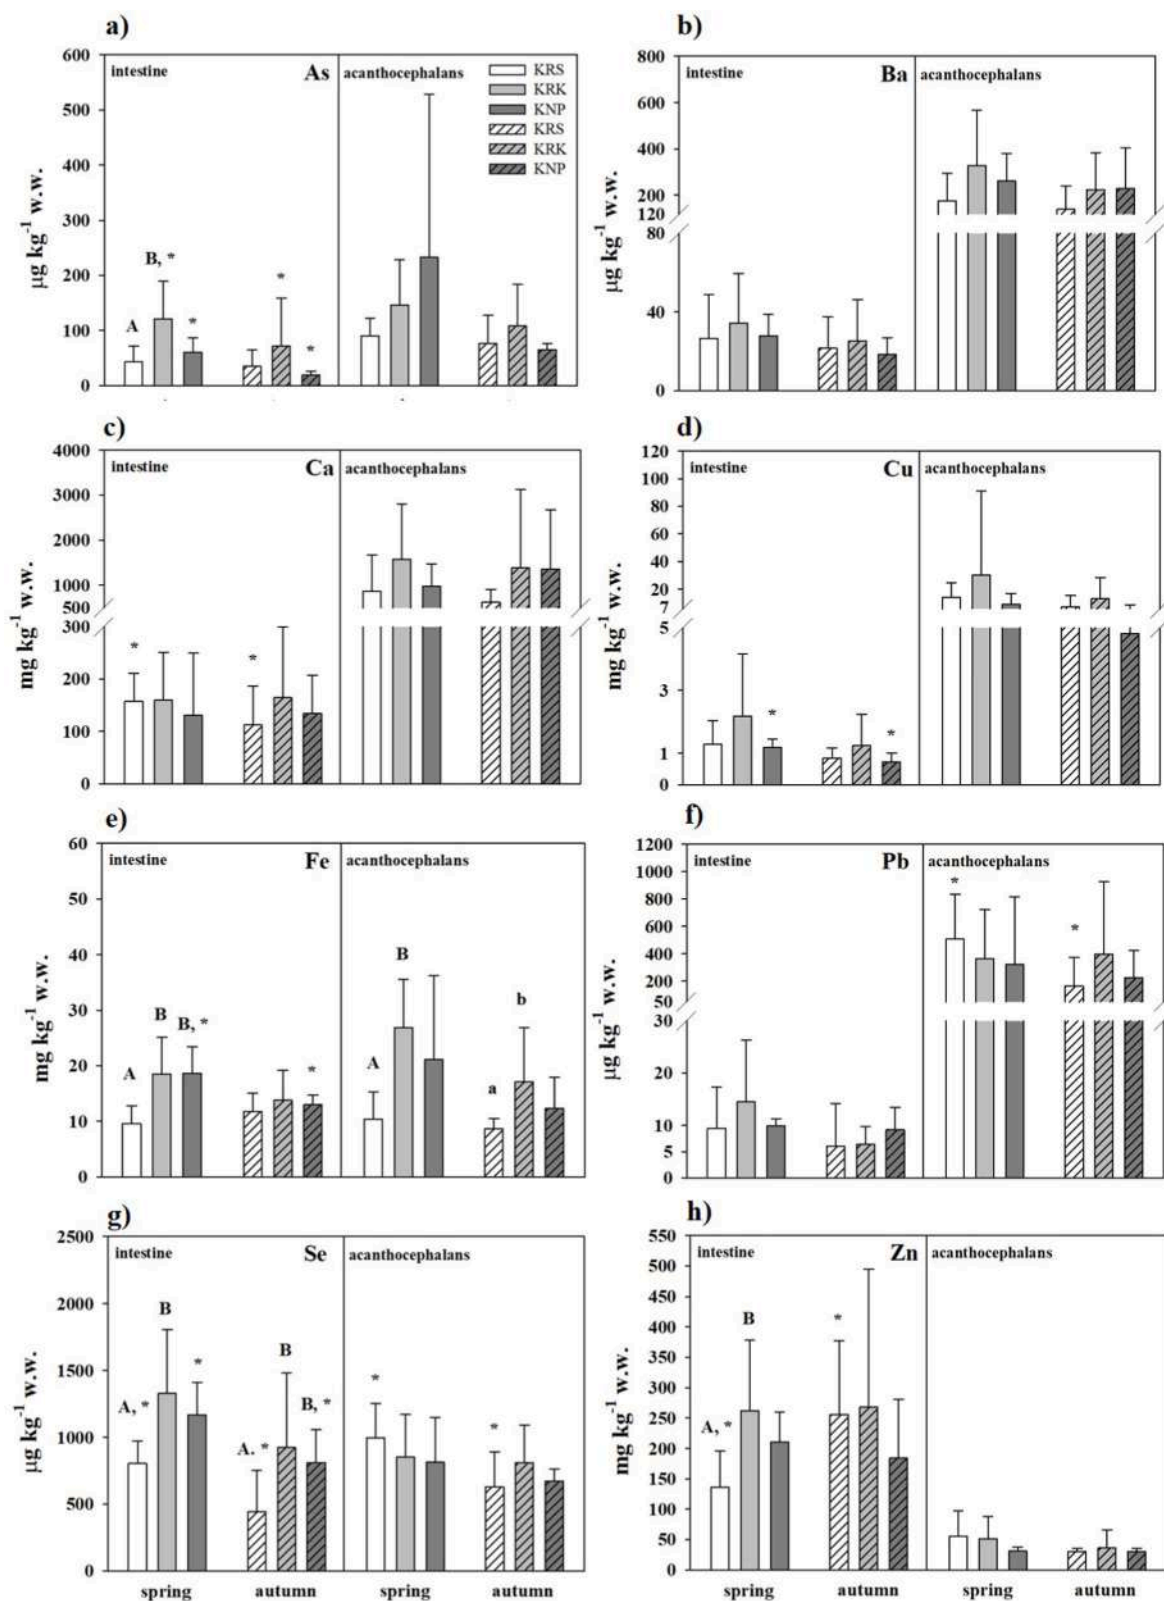 a)
600
500
400
300
200
100
0
µg kg⁻¹ w.w.
intestine
As
acanthocephalans
KRS
KRK
KNP
KRS
KRK
KNP
A
B, *
*
*
*
b)
800
600
400
200
120
80
40
0
µg kg⁻¹ w.w.
intestine
Ba
acanthocephalans
c)
4000
3000
2000
1000
500
300
200
100
0
mg kg⁻¹ w.w.
intestine
Ca
acanthocephalans
*
*
d)
120
100
80
60
40
20
7
5
3
1
0
mg kg⁻¹ w.w.
intestine
Cu
acanthocephalans
*
*
e)
60
50
40
30
20
10
0
mg kg⁻¹ w.w.
intestine
Fe
acanthocephalans
A
B
B, *
*
A
B
a
b
f)
1200
1000
800
600
400
200
50
30
20
10
5
0
µg kg⁻¹ w.w.
intestine
Pb
acanthocephalans
*
*
g)
2500
2000
1500
1000
500
0
µg kg⁻¹ w.w.
intestine
Se
acanthocephalans
A, *
B
*
A. *
B
B, *
*
*
spring
autumn
spring
autumn
h)
550
500
450
400
350
300
250
200
150
100
50
0
mg kg⁻¹ w.w.
intestine
Zn
acanthocephalans
A, *
B
*
spring
autumn
spring
autumn